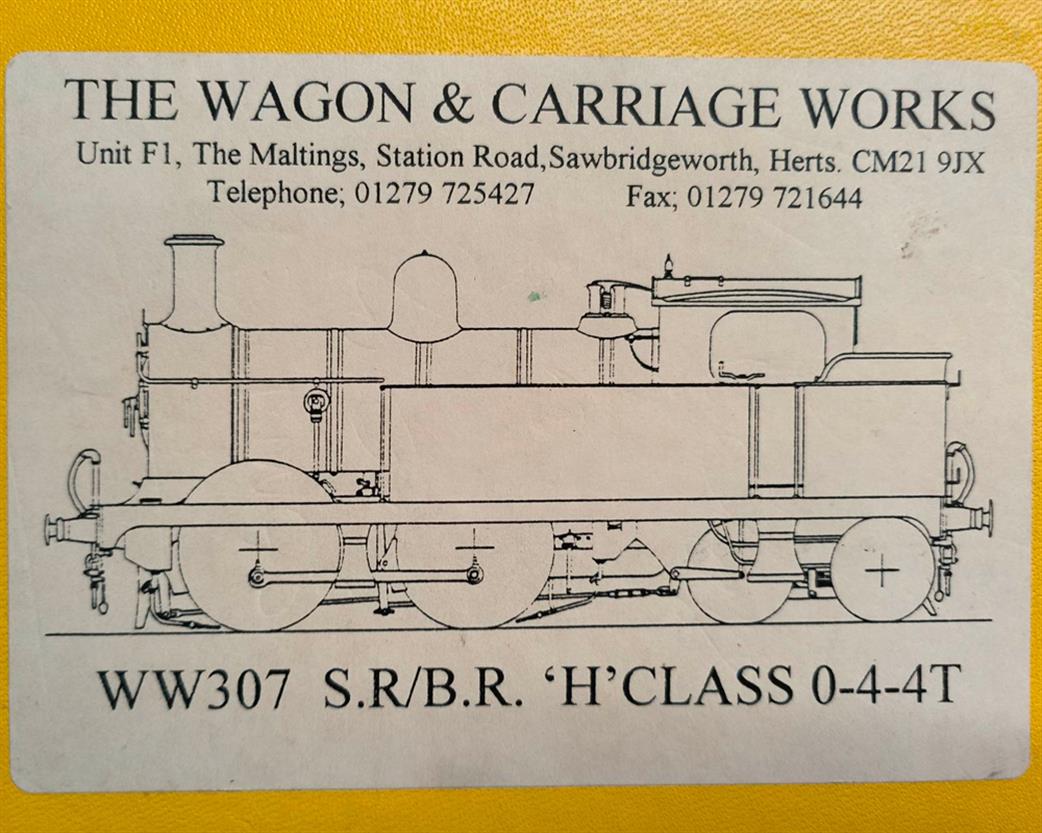 THE WAGON & CARRIAGE WORKS
Unit F1, The Maltings, Station Road,Sawbridgeworth, Herts. CM21 9JX
Telephone; 01279 725427 Fax; 01279 721644
WW307 S.R/B.R. ‘H’CLASS 0-4-4T